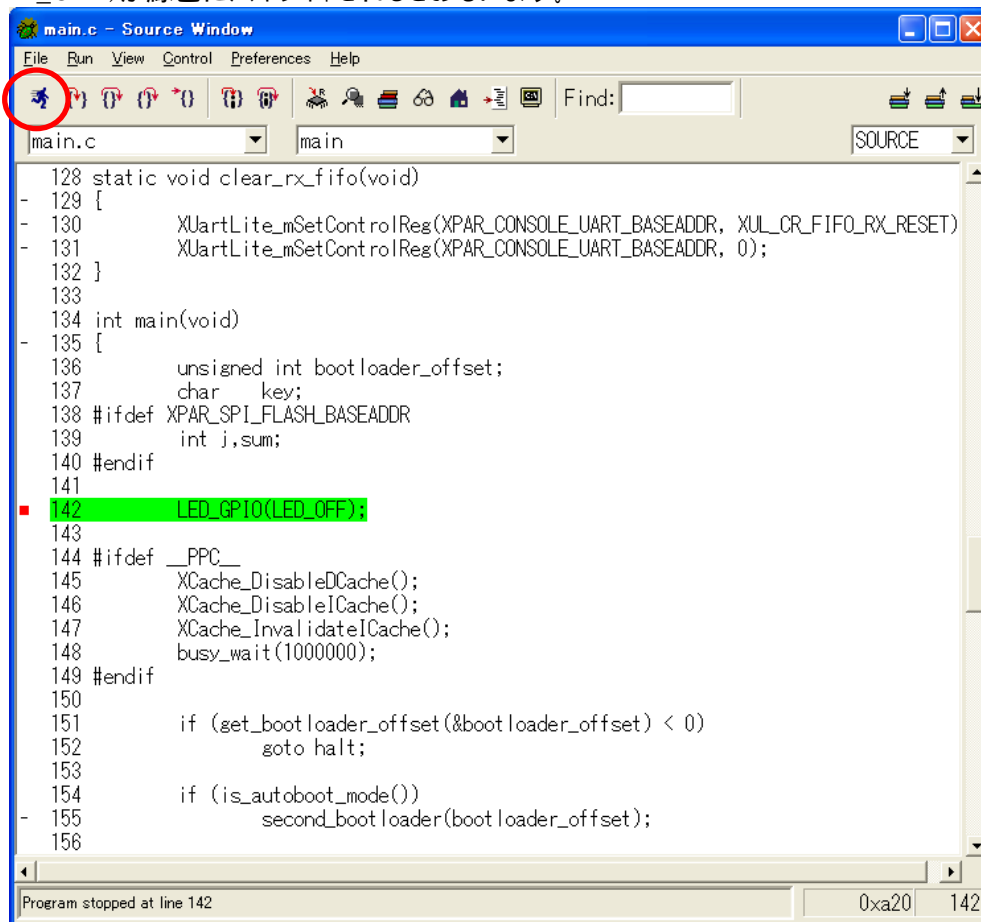 main.c - Source Window
File Run View Control Preferences Help
Find:
main.c main SOURCE
128 static void clear_rx_fifo(void)
- 129 {
- 130 XUartLite_mSetControlReg(XPAR_CONSOLE_UART_BASEADDR, XUL_CR_FIFO_RX_RESET)
- 131 XUartLite_mSetControlReg(XPAR_CONSOLE_UART_BASEADDR, 0);
132 }
133
134 int main(void)
- 135 {
136 unsigned int bootloader_offset;
137 char key;
138 #ifdef XPAR_SPI_FLASH_BASEADDR
139 int j,sum;
140 #endif
141
142 LED_GPIO(LED_OFF);
143
144 #ifdef __PPC__
145 XCache_DisableDCache();
146 XCache_DisableICache();
147 XCache_InvalidateICache();
148 busy_wait(1000000);
149 #endif
150
151 if (get_bootloader_offset(&bootloader_offset) < 0)
152 goto halt;
153
154 if (is_autoboot_mode())
- 155 second_bootloader(bootloader_offset);
156
Program stopped at line 142 0xa20 142